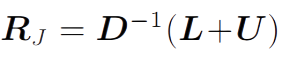 R_J = D^{-1}(L+U)